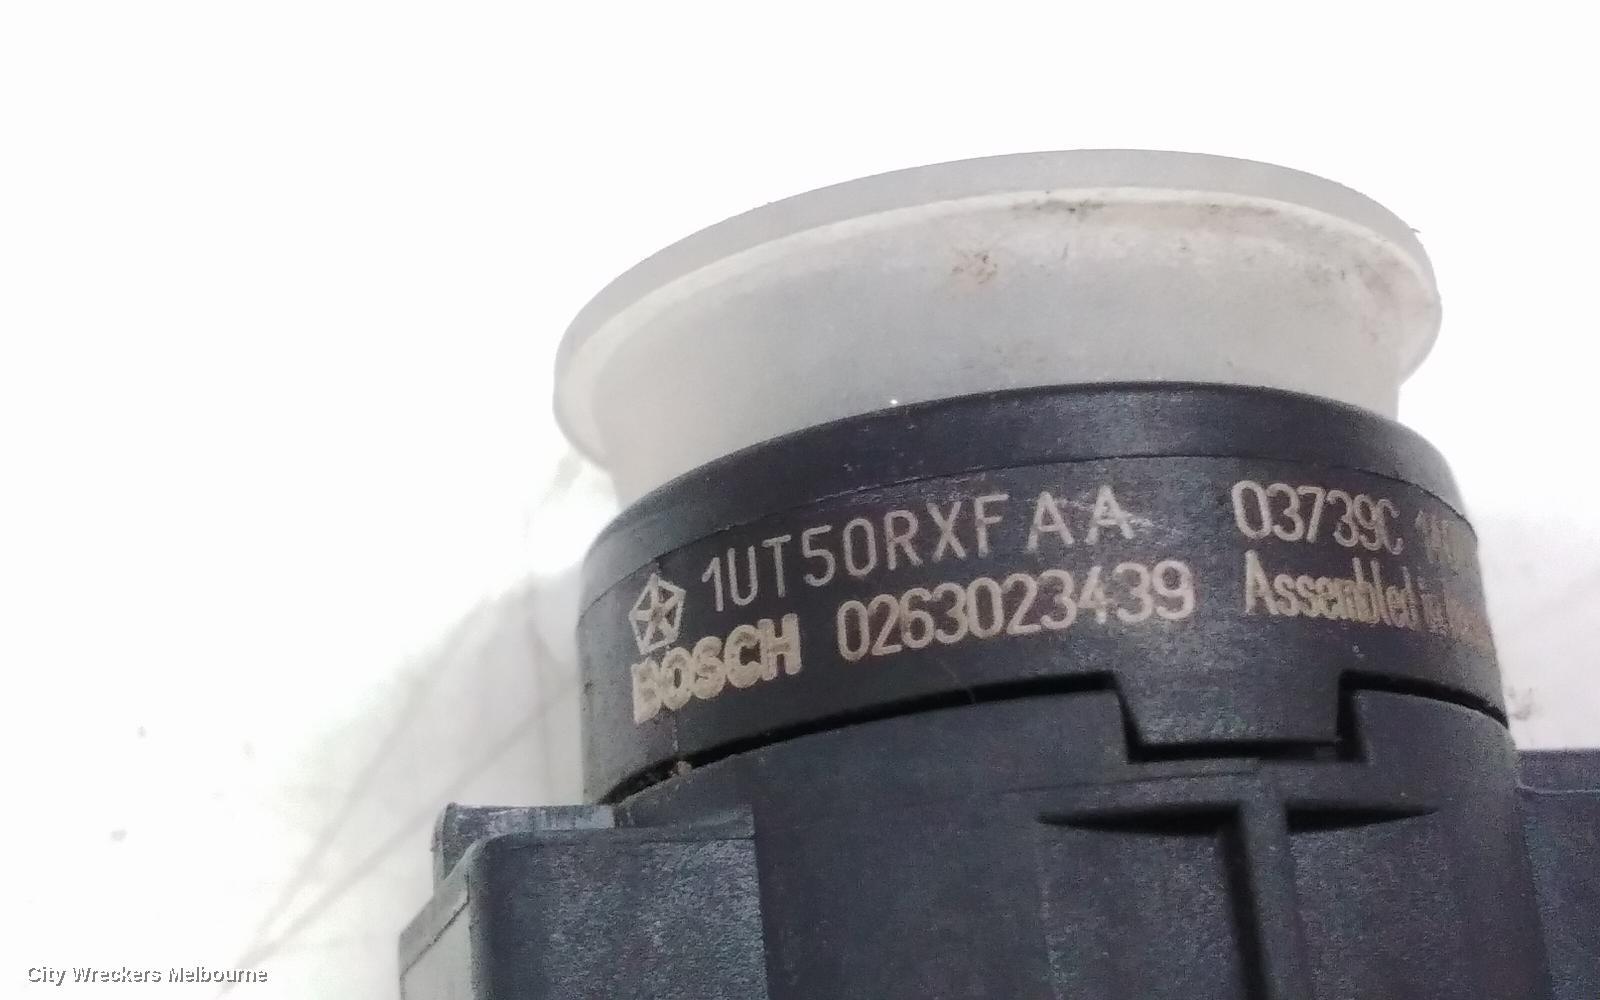 1UT50RXFAA 03739C
BOSCH 0263023439 Assembled in
City Wreckers Melbourne